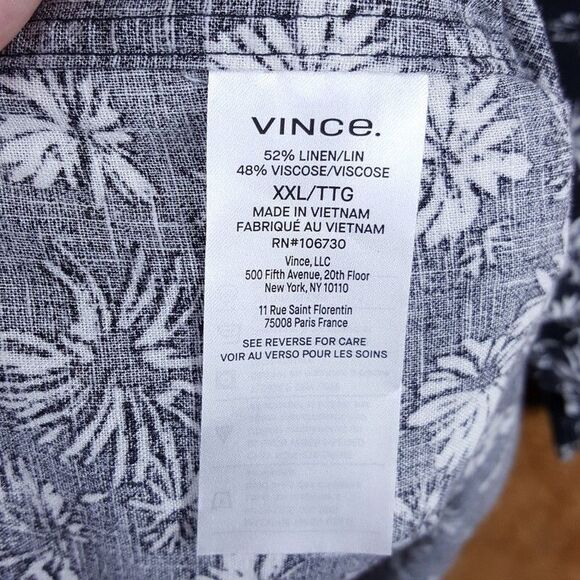 VINCE.
52% LINEN/LIN
48% VISCOSE/VISCOSE
XXL/TTG
MADE IN VIETNAM
FABRIQUÉ AU VIETNAM
RN#106730
Vince, LLC
500 Fifth Avenue, 20th Floor
New York, NY 10110
11 Rue Saint Florentin
75008 Paris France
SEE REVERSE FOR CARE
VOIR AU VERSO POUR LES SOINS